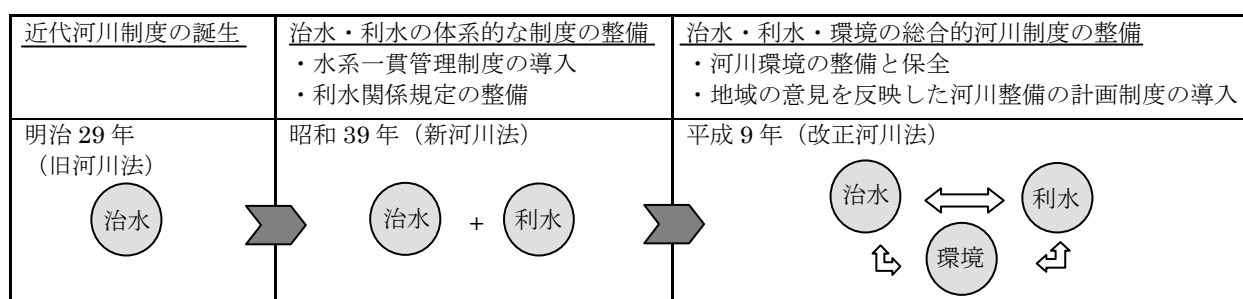 近代河川制度の誕生
治水・利水の体系的な制度の整備
・水系一貫管理制度の導入
・利水関係規定の整備
治水・利水・環境の総合的河川制度の整備
・河川環境の整備と保全
・地域の意見を反映した河川整備の計画制度の導入
明治 29 年
（旧河川法）
治水
昭和 39 年（新河川法）
治水 + 利水
平成 9 年（改正河川法）
治水 利水
環境